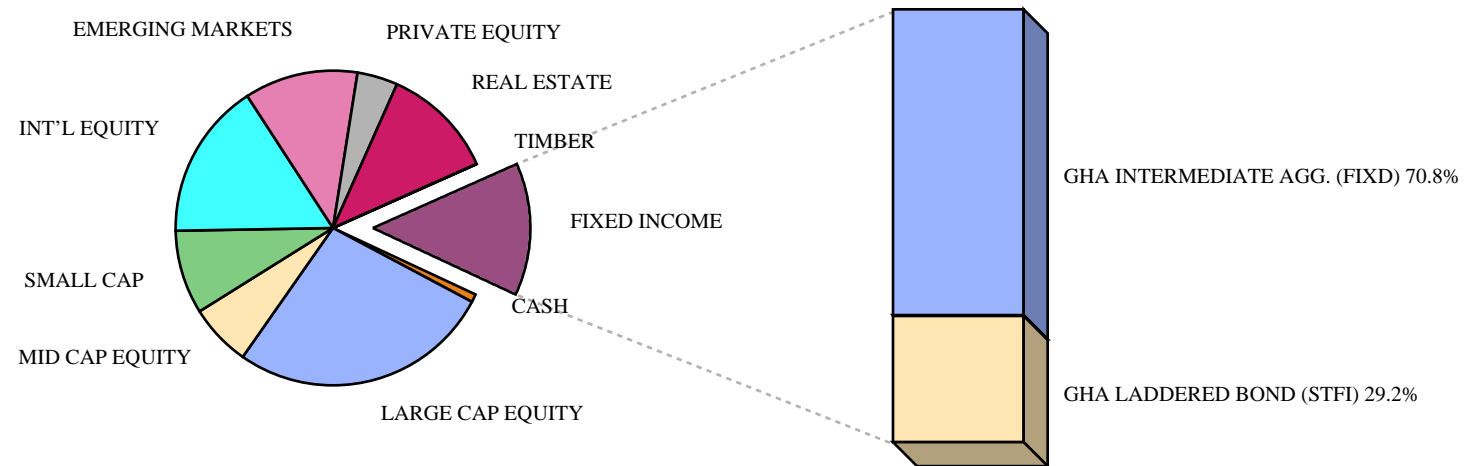 EMERGING MARKETS
PRIVATE EQUITY
REAL ESTATE
INT'L EQUITY
TIMBER
GHA INTERMEDIATE AGG. (FIXD) 70.8%
FIXED INCOME
SMALL CAP
CASH
MID CAP EQUITY
GHA LADDERED BOND (STFI) 29.2%
LARGE CAP EQUITY